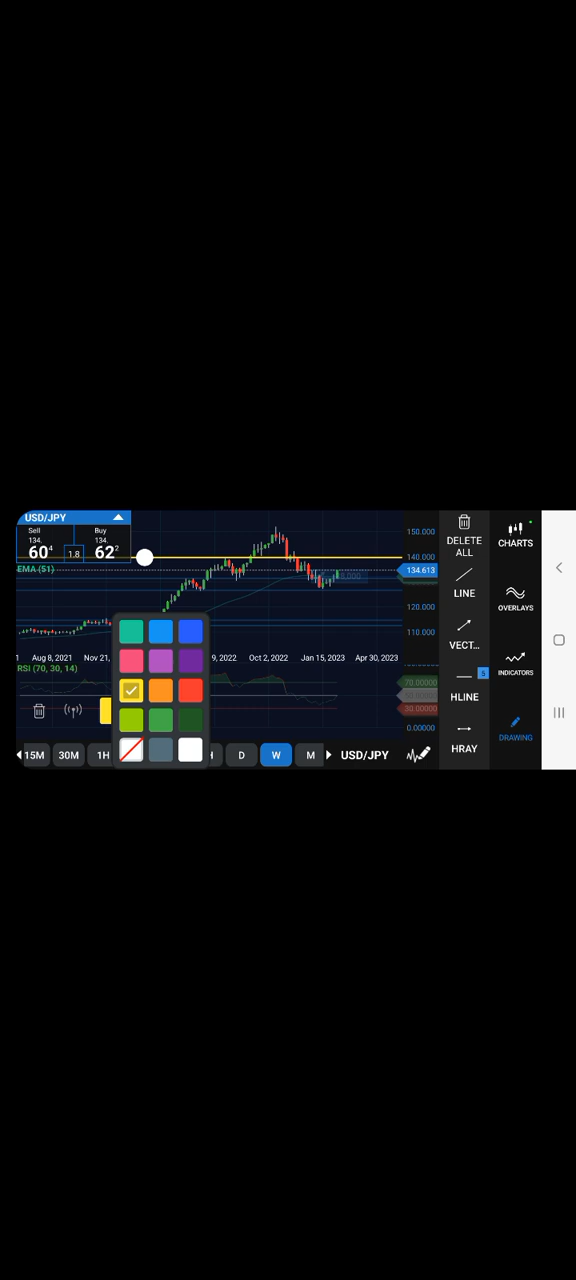 USD/JPY
Sell
134.
60⁴
1.8
Buy
134.
62²
EMA (51)
150.000
140.000
134.613
120.000
110.000
1 Aug 8, 2021 Nov 21, 9, 2022 Oct 2, 2022 Jan 15, 2023 Apr 30, 2023
RSI (70, 30, 14)
70.00000
30.00000
0.00000
15M 30M 1H H D W M USD/JPY
DELETE ALL
LINE
VECT...
5
HLINE
HRAY
CHARTS
OVERLAYS
INDICATORS
DRAWING